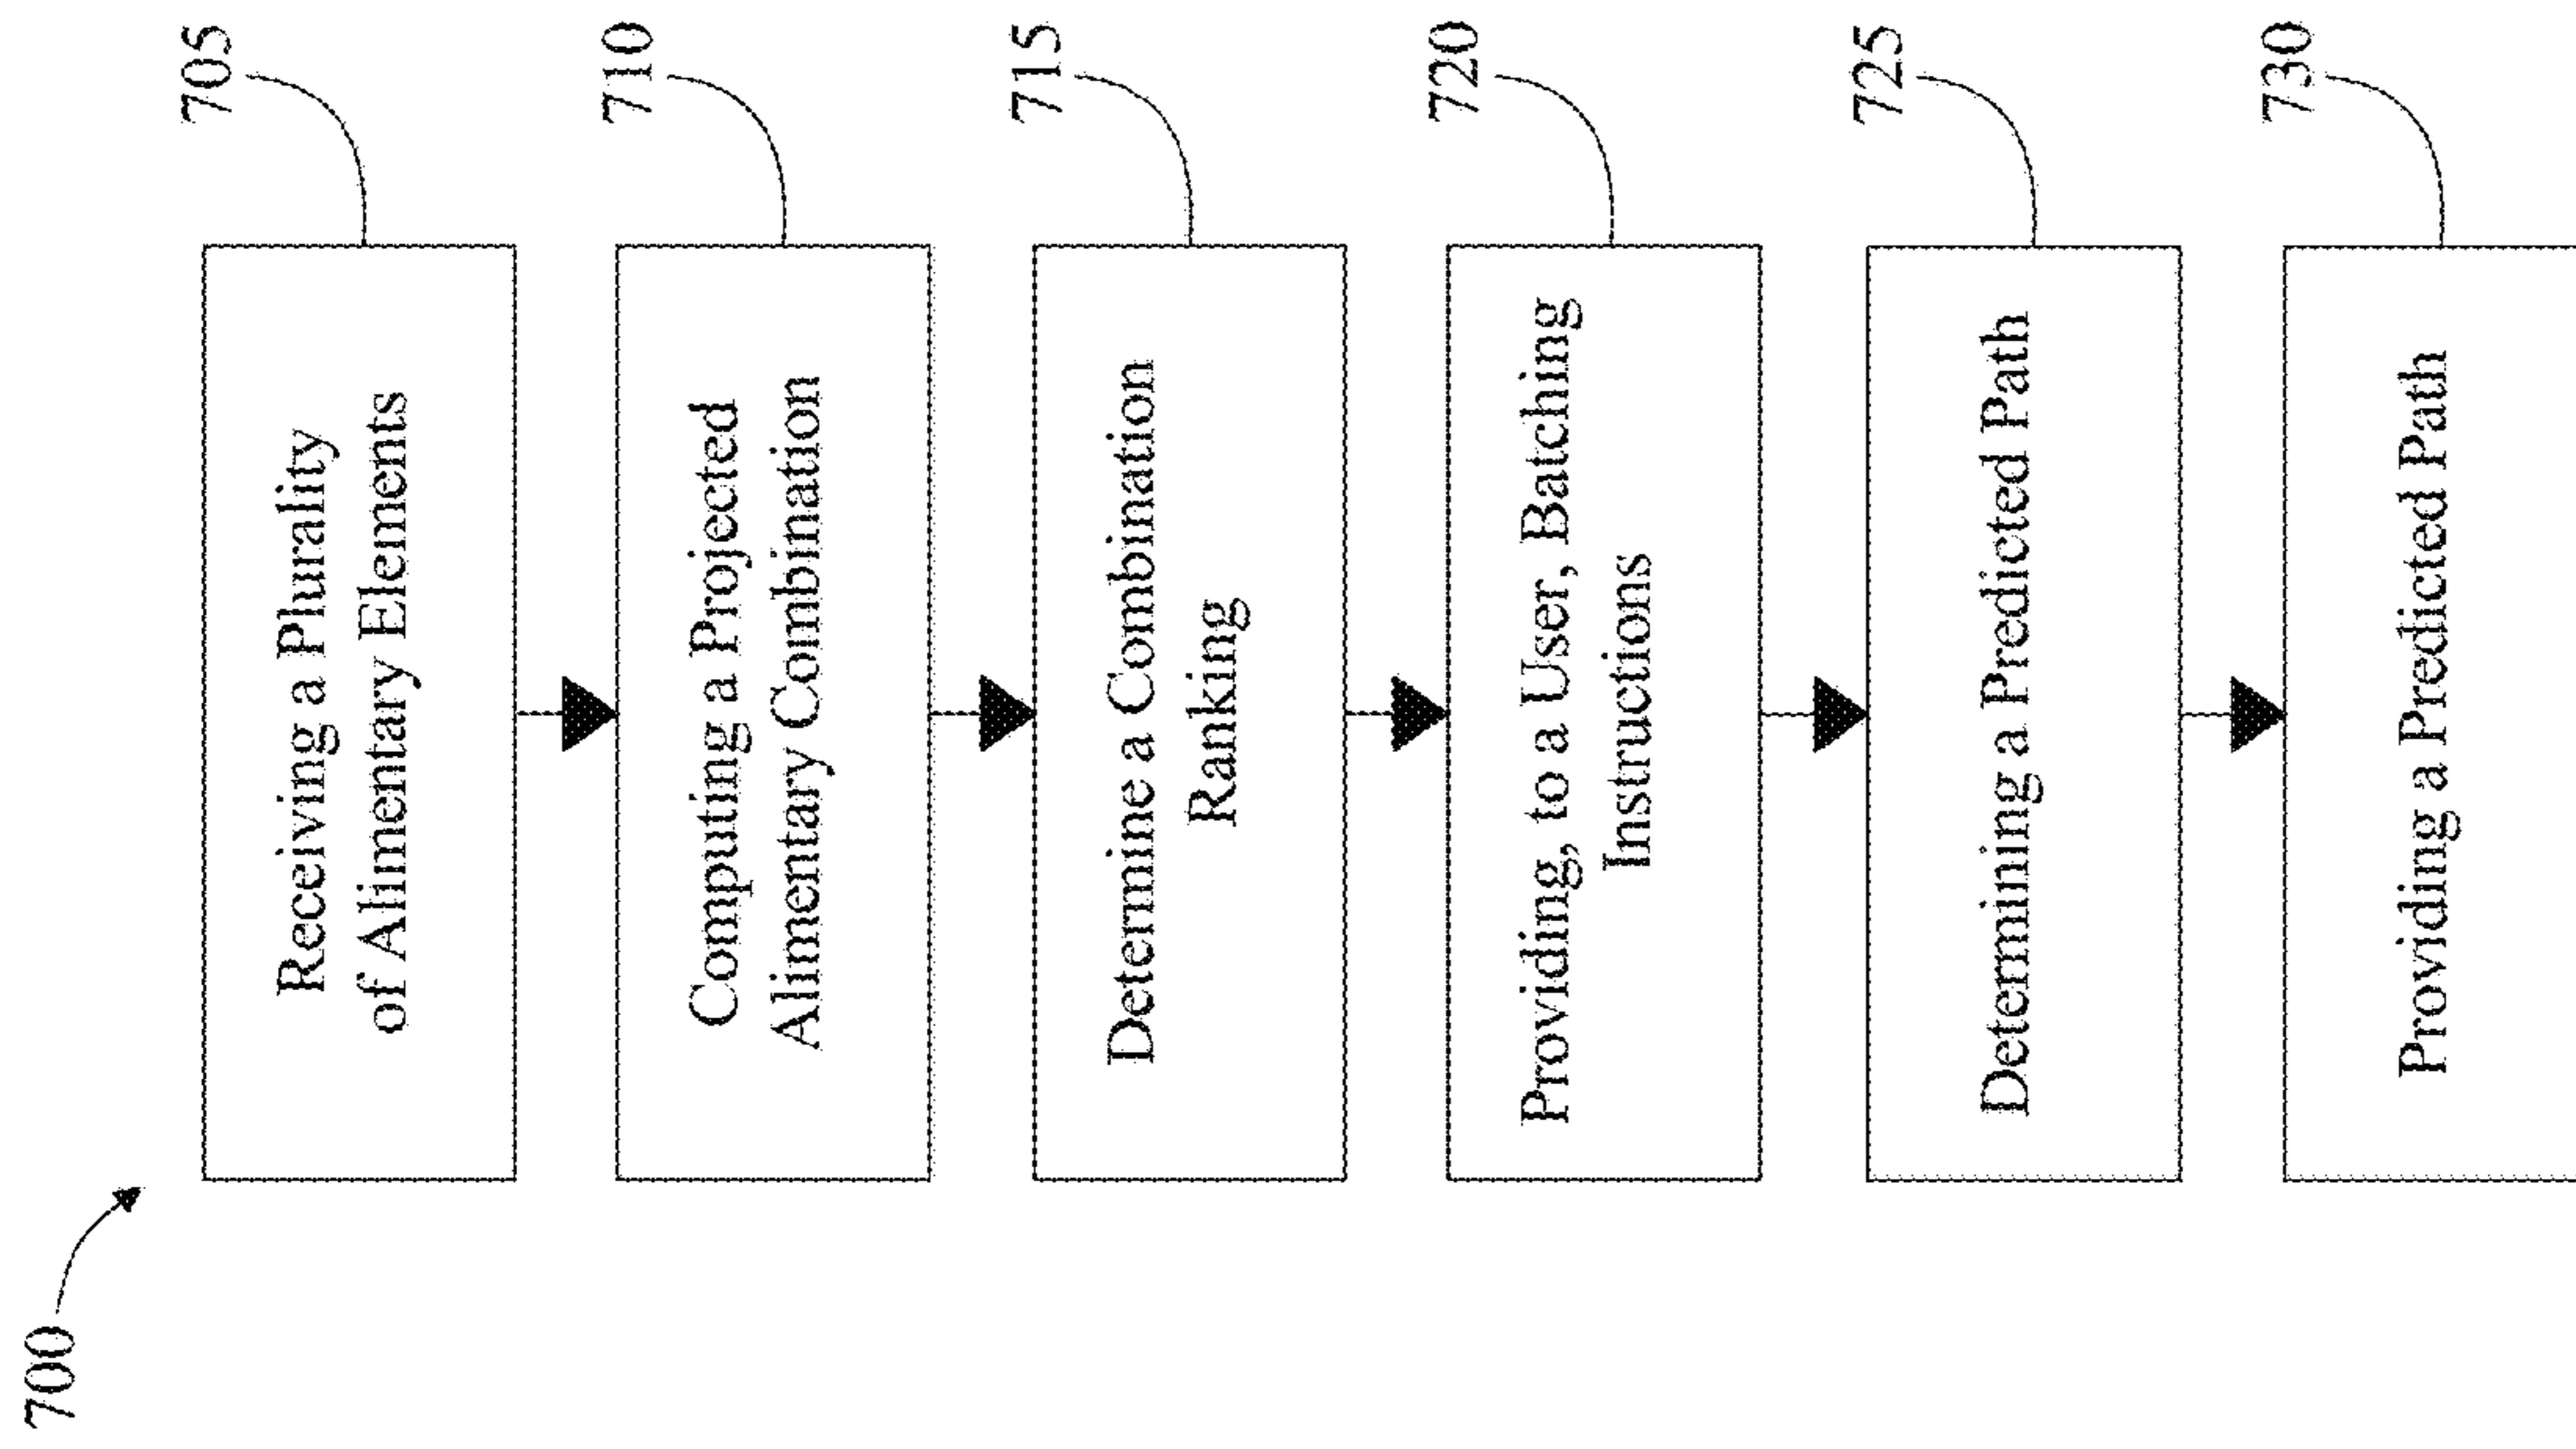 700
705
Receiving a Plurality
of Alimentary Elements
710
Computing a Projected
Alimentary Combination
715
Determine a Combination
Ranking
720
Providing, to a User, Batching
Instructions
725
Determining a Predicted Path
730
Providing a Predicted Path